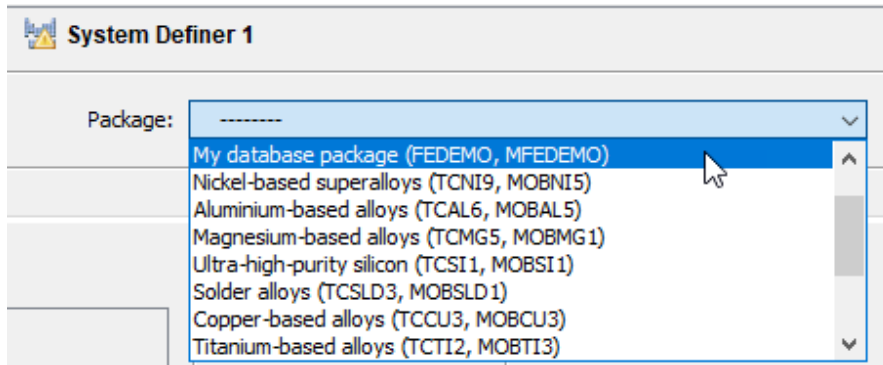 System Definer 1
Package: --------
My database package (FEDEMO, MFEDEMO)
Nickel-based superalloys (TCNI9, MOBNI5)
Aluminium-based alloys (TCAL6, MOBAL5)
Magnesium-based alloys (TCMG5, MOBMG1)
Ultra-high-purity silicon (TCSI1, MOBSI1)
Solder alloys (TCSLD3, MOBSLD1)
Copper-based alloys (TCCU3, MOBCU3)
Titanium-based alloys (TCTI2, MOBTI3)